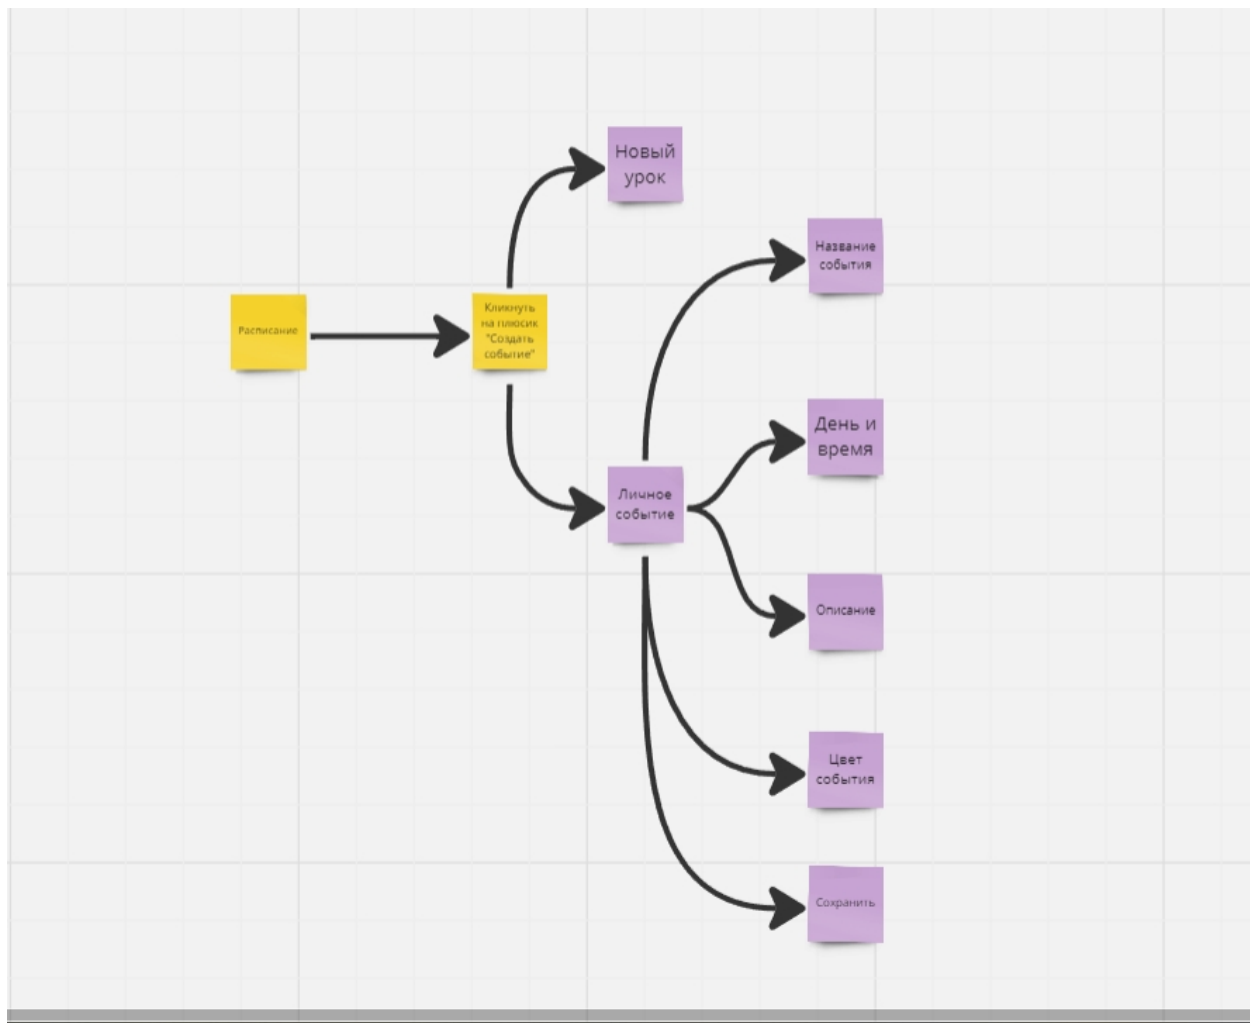 Новый
урок
Название
события
Расписание
Кликнуть
на плюсик
"Создать
событие"
День и
время
Личное
событие
Описание
Цвет
события
Сохранить